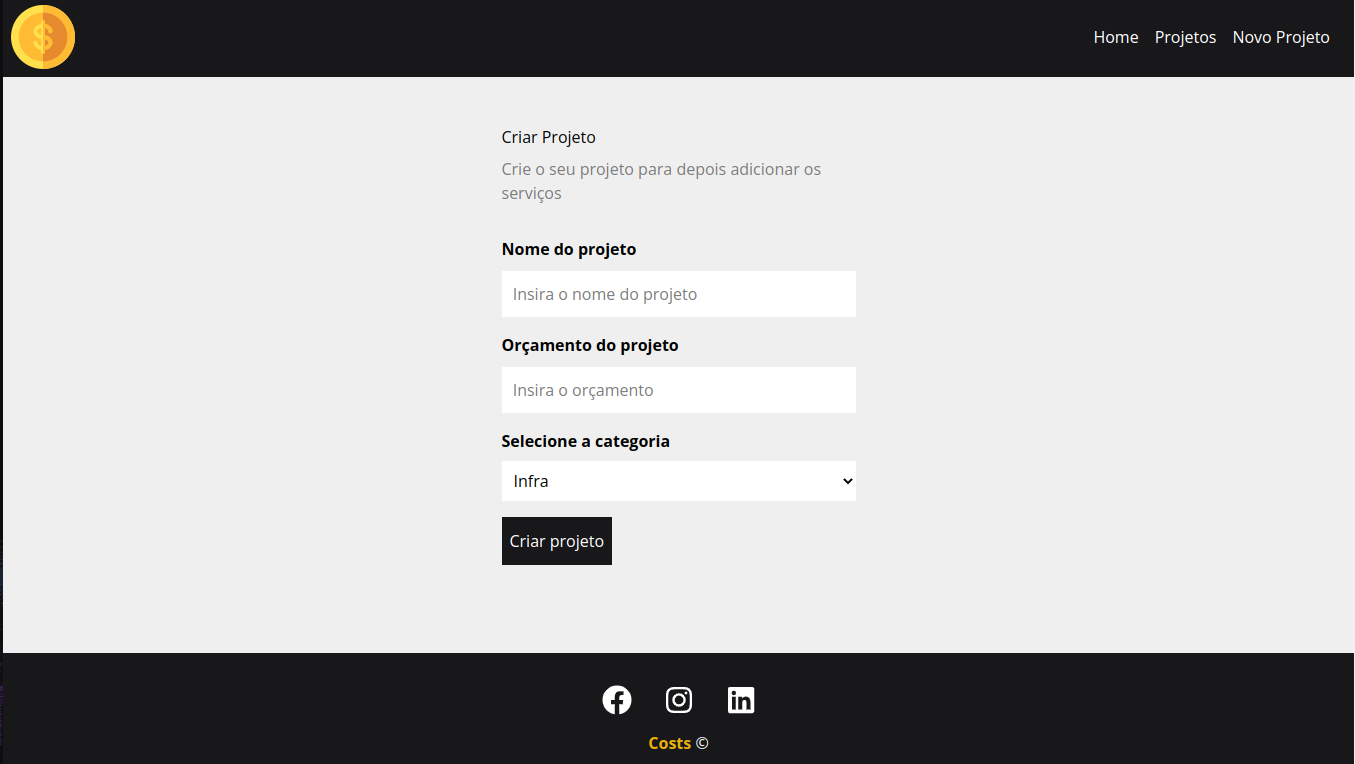 $
Home Projetos Novo Projeto
Criar Projeto
Crie o seu projeto para depois adicionar os
serviços
Nome do projeto
Insira o nome do projeto
Orçamento do projeto
Insira o orçamento
Selecione a categoria
Infra
Criar projeto
in
Costs ©